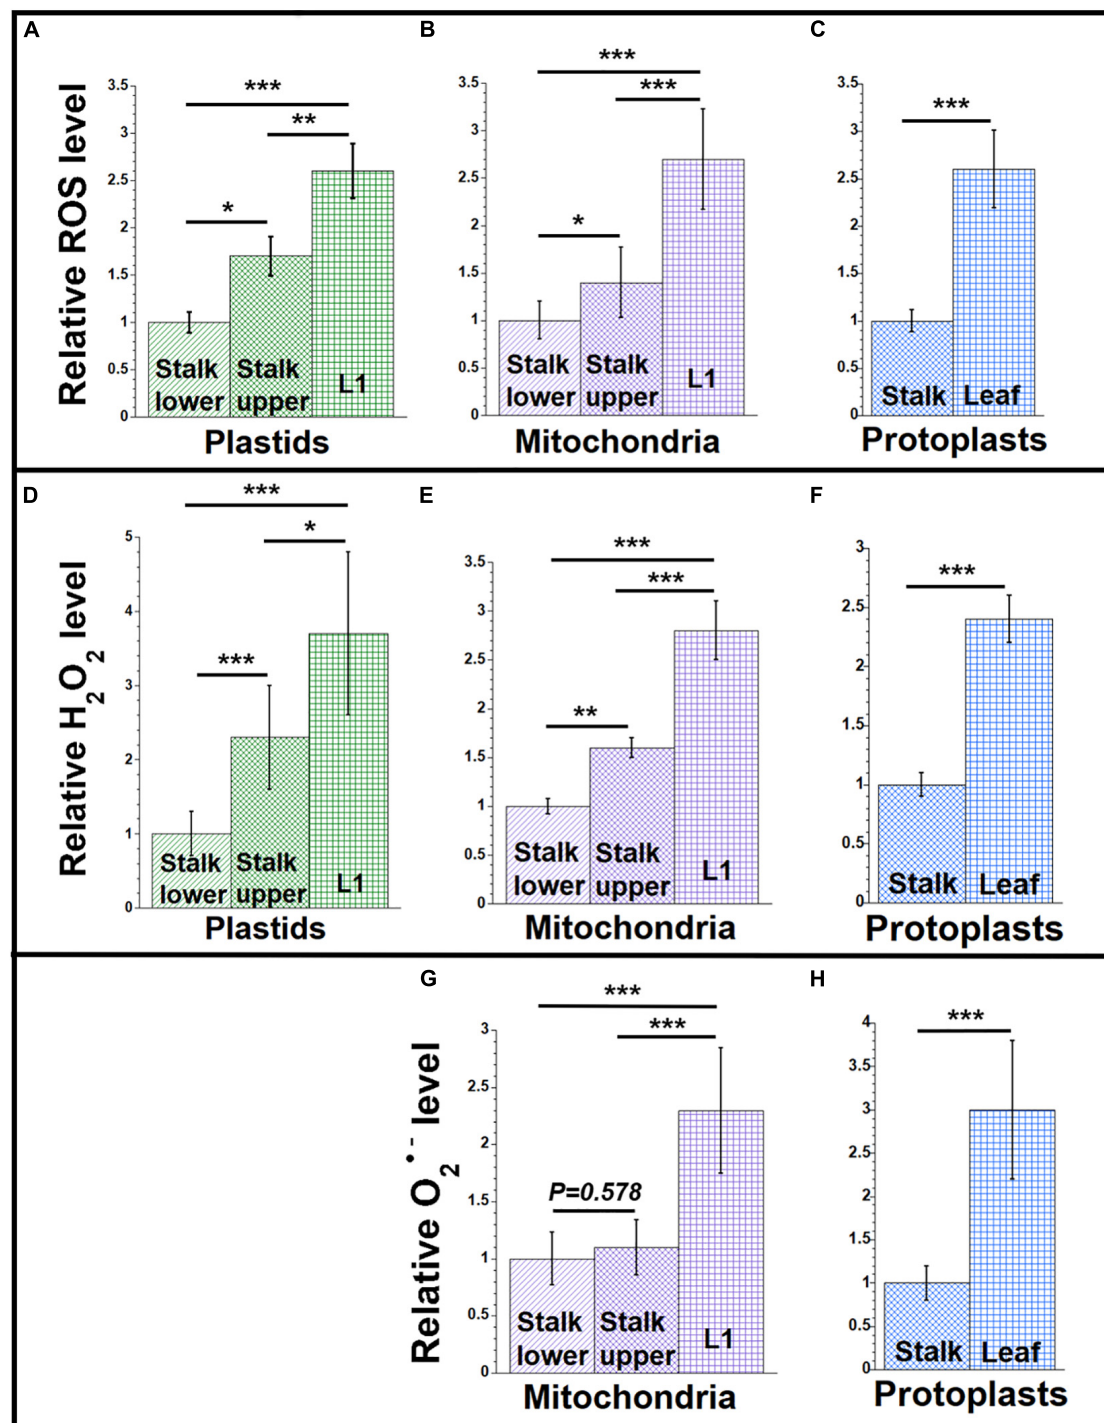 A
Relative ROS level
3.5
3
2.5
2
1.5
1
0.5
0
***
**
*
Stalk lower
Stalk upper
L1
Plastids
B
3.5
3
2.5
2
1.5
1
0.5
0
***
***
*
Stalk lower
Stalk upper
L1
Mitochondria
C
3.5
3
2.5
2
1.5
1
0.5
0
***
Stalk
Leaf
Protoplasts
D
Relative H2O2 level
5
4
3
2
1
0
***
*
***
Stalk lower
Stalk upper
L1
Plastids
E
3.5
3
2.5
2
1.5
1
0.5
0
***
***
**
Stalk lower
Stalk upper
L1
Mitochondria
F
3
2.5
2
1.5
1
0.5
0
***
Stalk
Leaf
Protoplasts
G
Relative O2•- level
3
2.5
2
1.5
1
0.5
0
***
***
P=0.578
Stalk lower
Stalk upper
L1
Mitochondria
H
4
3.5
3
2.5
2
1.5
1
0.5
0
***
Stalk
Leaf
Protoplasts